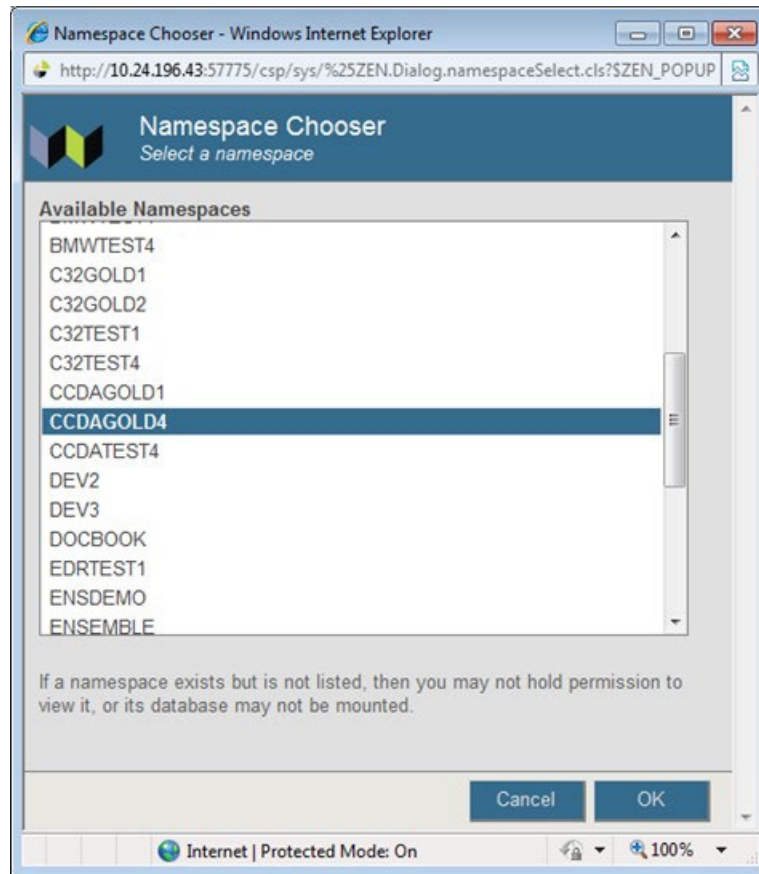 Namespace Chooser - Windows Internet Explorer
http://10.24.196.43:57775/csp/sys/%25ZEN.Dialog.namespaceSelect.cls?$ZEN_POPUP
Namespace Chooser
Select a namespace
Available Namespaces
BMWTEST4
C32GOLD1
C32GOLD2
C32TEST1
C32TEST4
CCDAGOLD1
CCDAGOLD4
CCDATEST4
DEV2
DEV3
DOCBOOK
EDRTEST1
ENSDEMO
ENSEMBLE
If a namespace exists but is not listed, then you may not hold permission to
view it, or its database may not be mounted.
Cancel OK
Internet | Protected Mode: On 100%